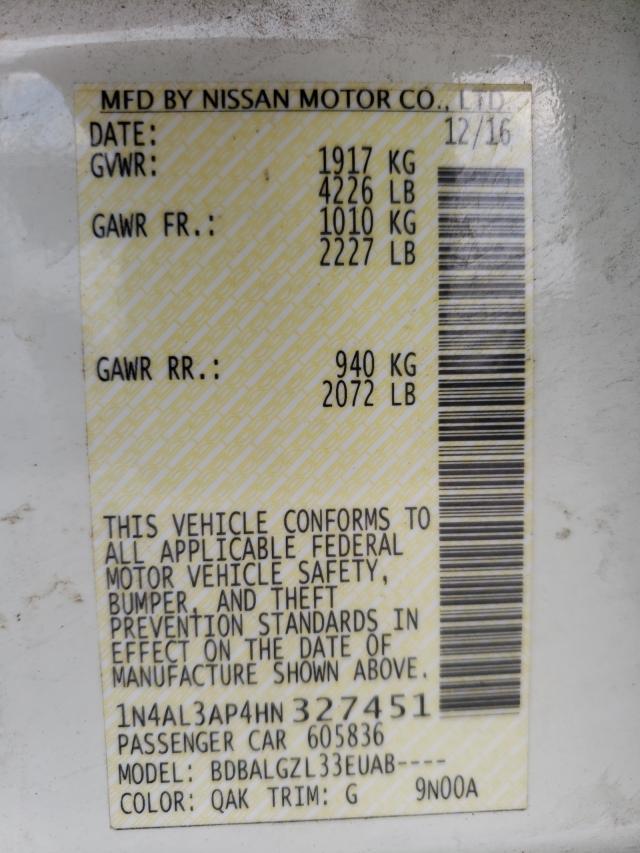 MFD BY NISSAN MOTOR CO., LTD.
DATE: 12/16
GVWR: 1917 KG
4226 LB
GAWR FR.: 1010 KG
2227 LB
GAWR RR.: 940 KG
2072 LB
THIS VEHICLE CONFORMS TO
ALL APPLICABLE FEDERAL
MOTOR VEHICLE SAFETY,
BUMPER, AND THEFT
PREVENTION STANDARDS IN
EFFECT ON THE DATE OF
MANUFACTURE SHOWN ABOVE.
1N4AL3AP4HN 327451
PASSENGER CAR 605836
MODEL: BDBALGZL33EUAB----
COLOR: QAK TRIM: G 9N00A